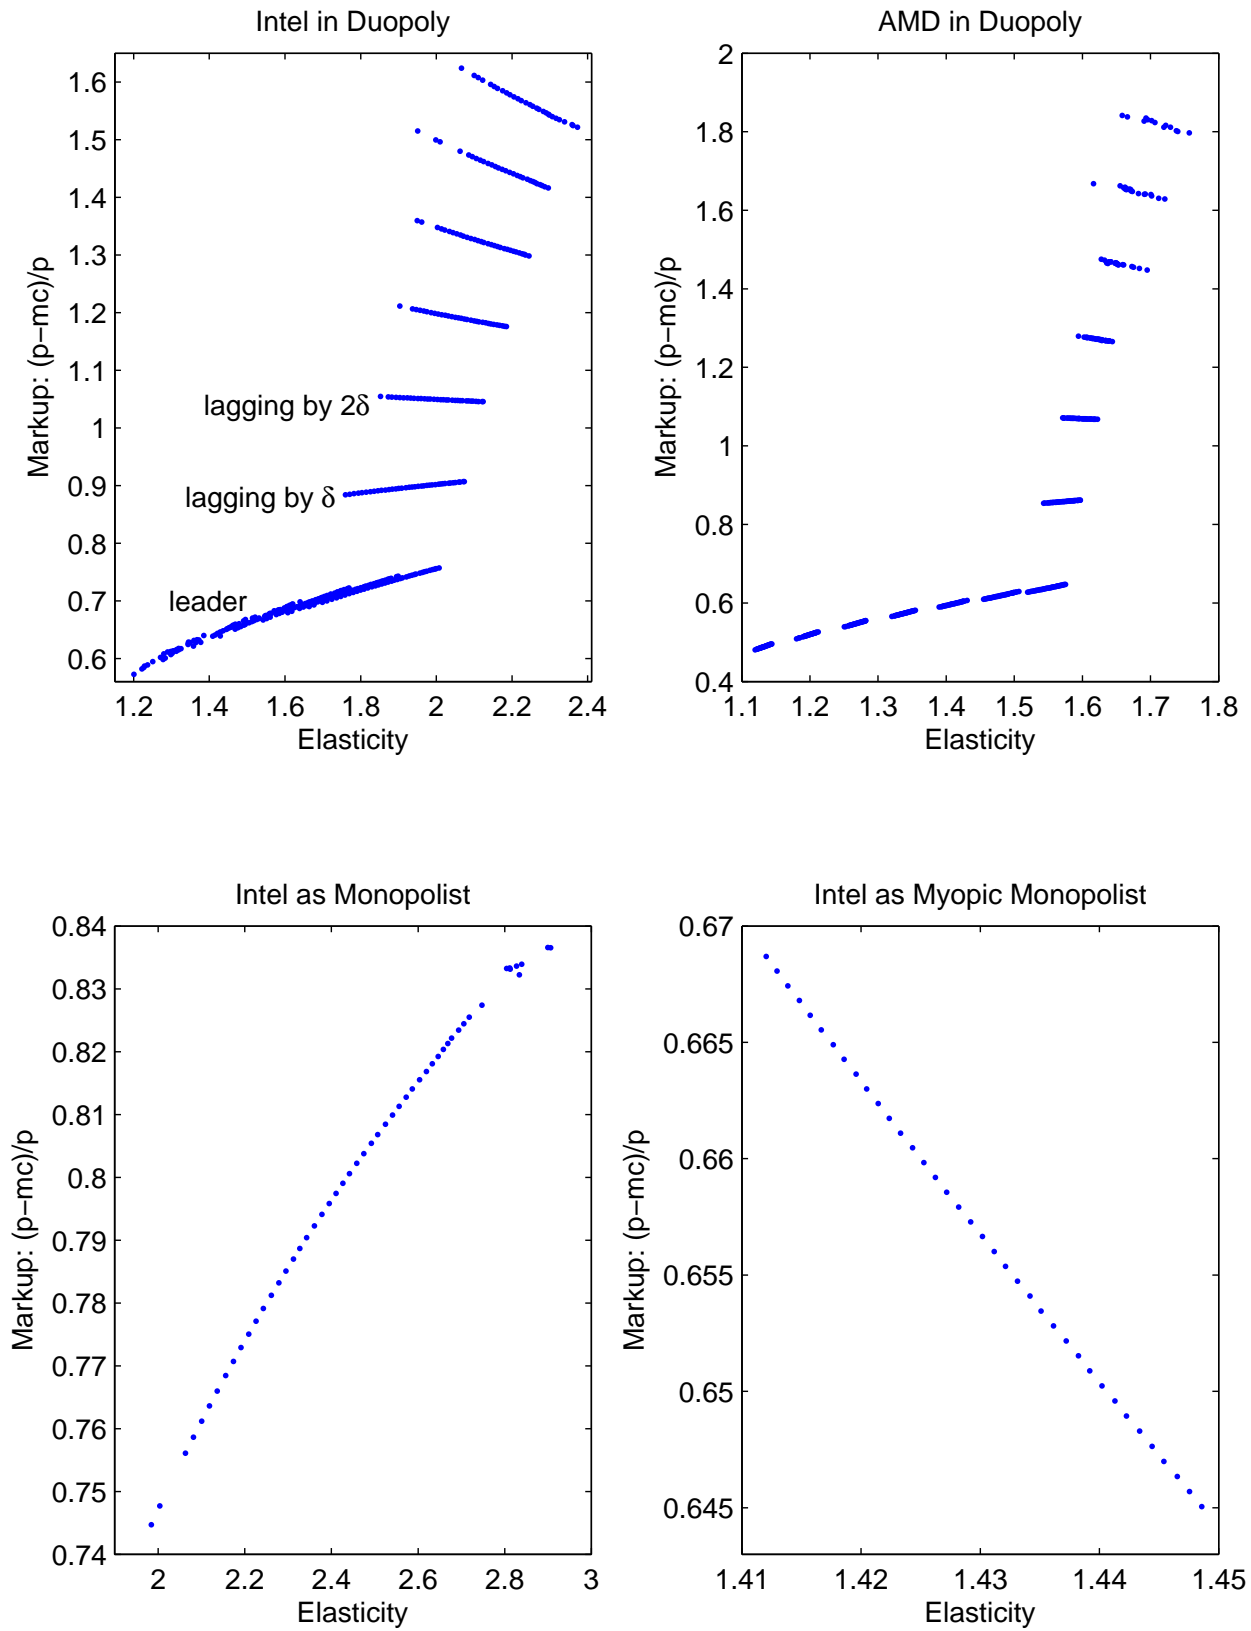 Intel in Duopoly
Markup: (p−mc)/p
1.6
1.5
1.4
1.3
1.2
1.1
1
0.9
0.8
0.7
0.6
lagging by 2δ
lagging by δ
leader
1.2 1.4 1.6 1.8 2 2.2 2.4
Elasticity
AMD in Duopoly
Markup: (p−mc)/p
2
1.8
1.6
1.4
1.2
1
0.8
0.6
0.4
1.1 1.2 1.3 1.4 1.5 1.6 1.7 1.8
Elasticity
Intel as Monopolist
Markup: (p−mc)/p
0.84
0.83
0.82
0.81
0.8
0.79
0.78
0.77
0.76
0.75
0.74
2 2.2 2.4 2.6 2.8 3
Elasticity
Intel as Myopic Monopolist
Markup: (p−mc)/p
0.67
0.665
0.66
0.655
0.65
0.645
1.41 1.42 1.43 1.44 1.45
Elasticity